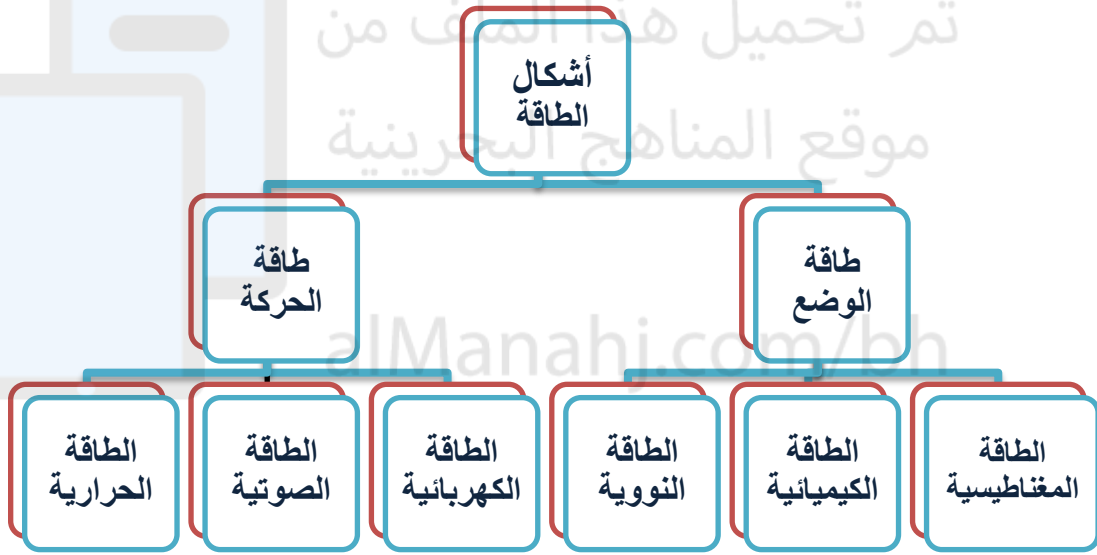 تم تحميل هذا الملف من
أشكال
الطاقة
موقع المناهج البحرينية
طاقة
الوضع
طاقة
الحركة
alManahj.com/bh
الطاقة
المغناطيسية
الطاقة
الكيميائية
الطاقة
النووية
الطاقة
الكهربائية
الطاقة
الصوتية
الطاقة
الحرارية